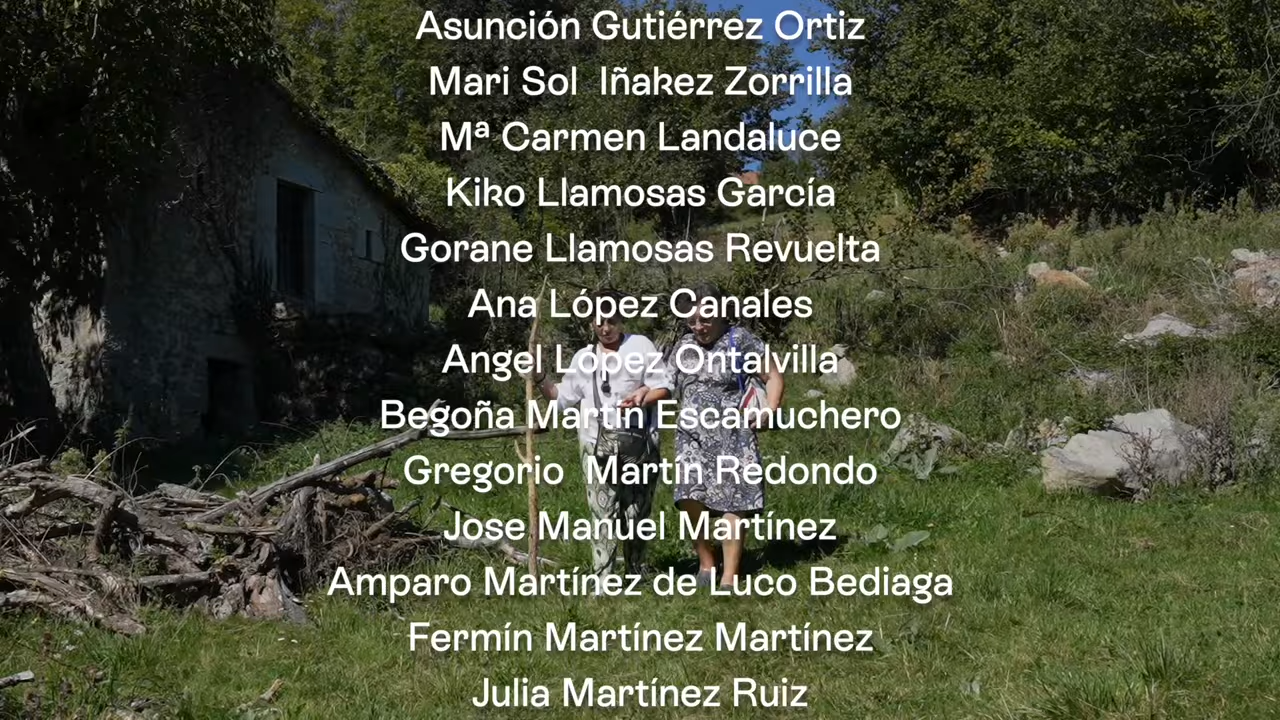 Asunción Gutiérrez Ortiz
Mari Sol  Iñakez Zorrilla
Mª Carmen Landaluce
Kiko Llamosas García
Gorane Llamosas Revuelta
Ana López Canales
Angel López Ontalvilla
Begoña Martín Escamuchero
Gregorio  Martín Redondo
Jose Manuel Martínez
Amparo Martínez de Luco Bediaga
Fermín Martínez Martínez
Julia Martínez Ruiz